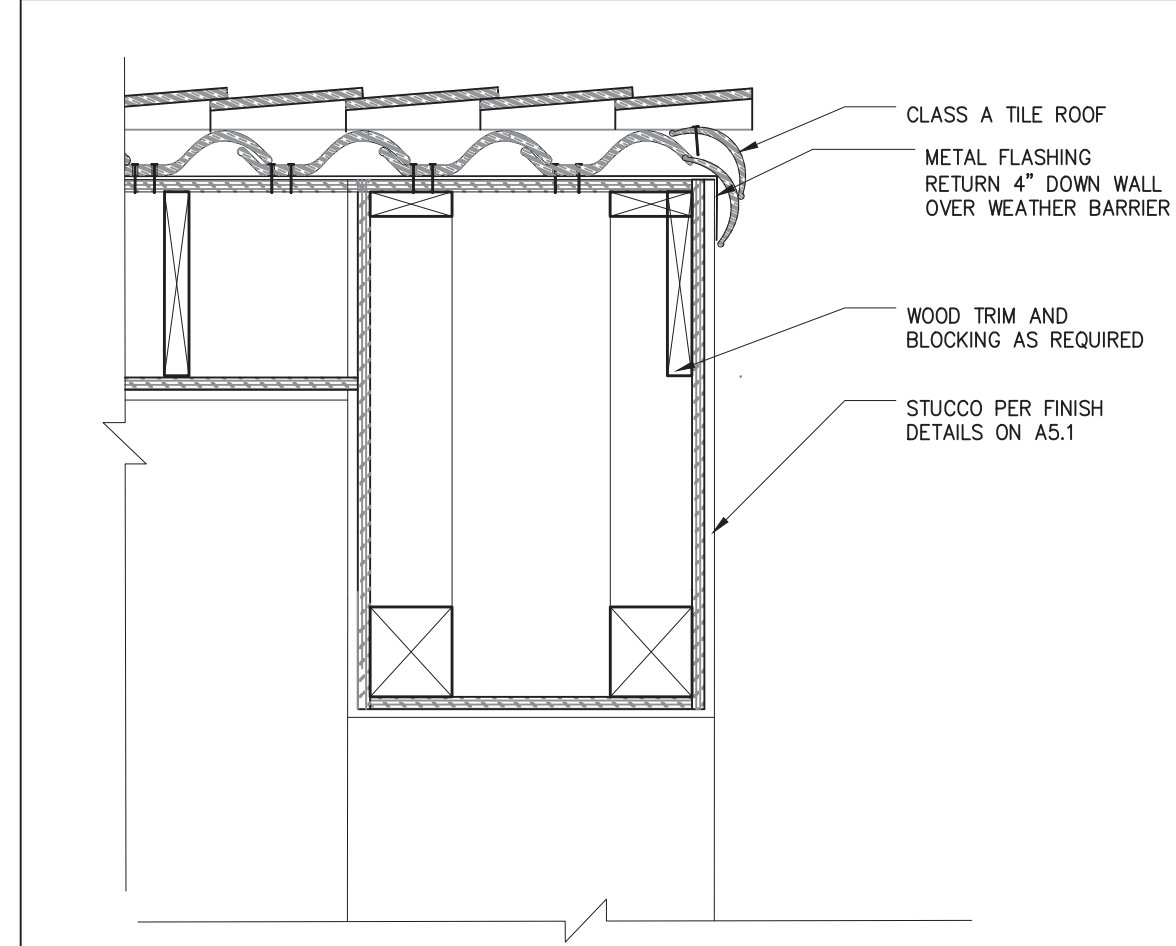 CLASS A TILE ROOF
METAL FLASHING
RETURN 4" DOWN WALL
OVER WEATHER BARRIER
WOOD TRIM AND
BLOCKING AS REQUIRED
STUCCO PER FINISH
DETAILS ON A5.1